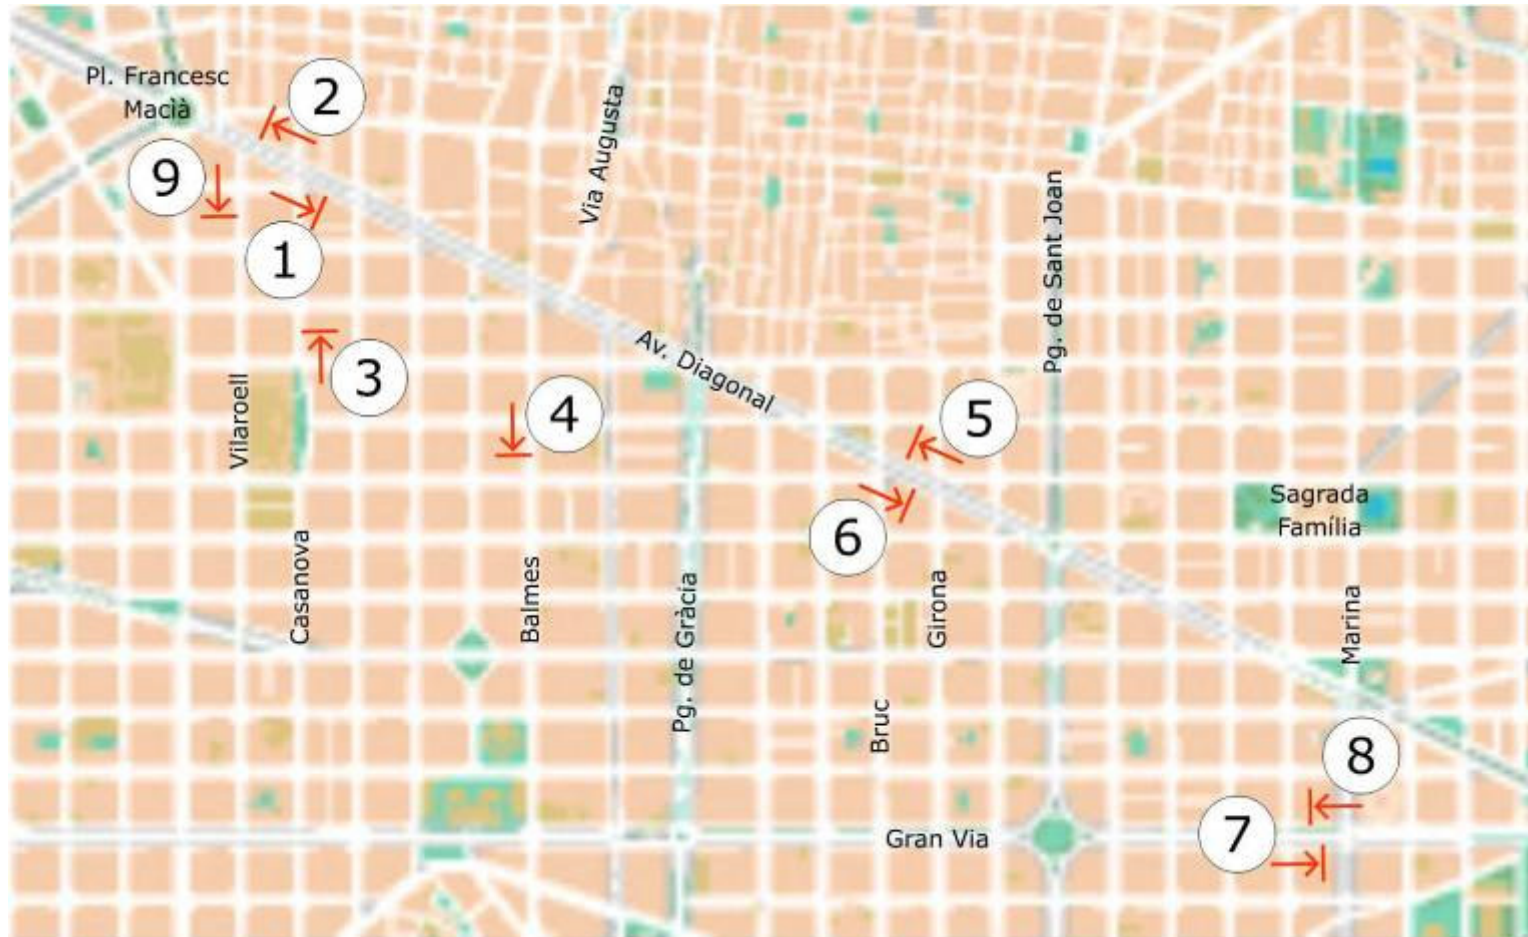 Pl. Francesc
Macià
2
Via Augusta
9
1
Pg. de Sant Joan
Av. Diagonal
3
Vilaroell
4
5
Sagrada
Família
6
Casanova
Balmes
Pg. de Gràcia
Girona
Marina
Bruc
8
7
Gran Via